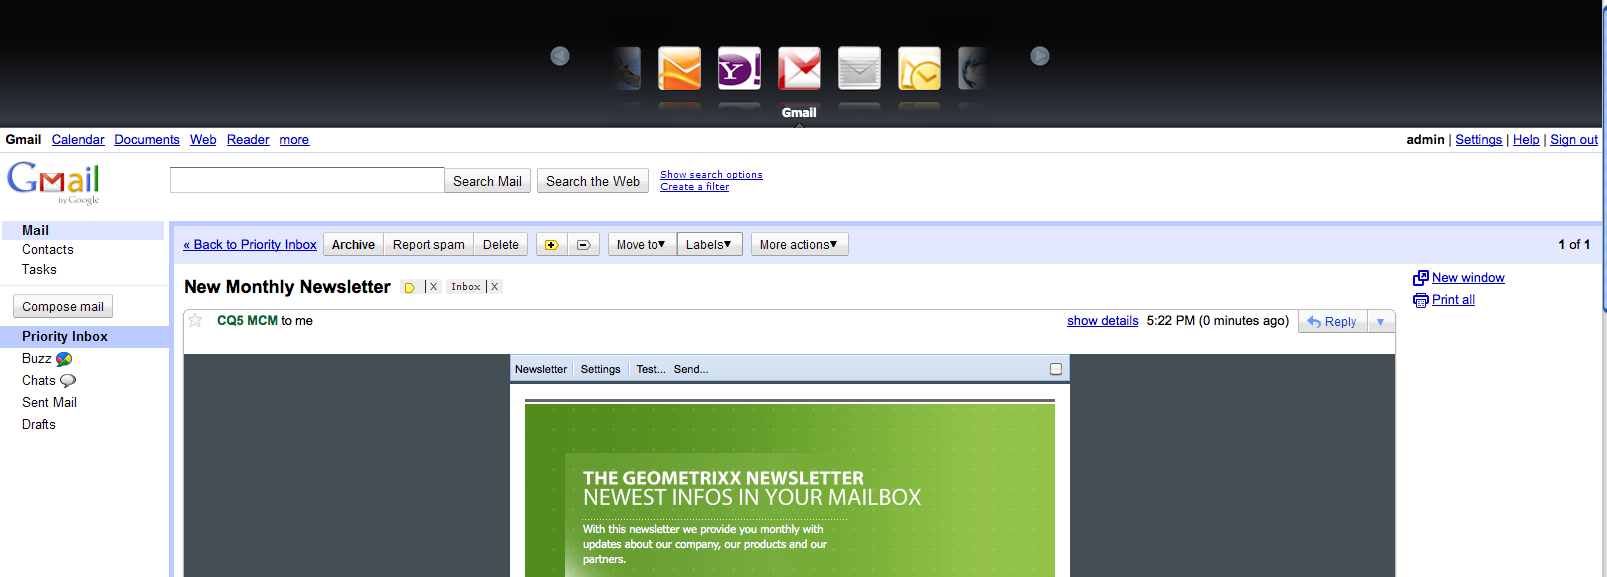 Gmail
Gmail Calendar Documents Web Reader more
admin | Settings | Help | Sign out
Gmail
by Google
Search Mail Search the Web
Show search options
Create a filter
Mail
Contacts
Tasks
Compose mail
Priority Inbox
Buzz
Chats
Sent Mail
Drafts
« Back to Priority Inbox Archive Report spam Delete Move to▼ Labels▼ More actions▼ 1 of 1
New Monthly Newsletter | X Inbox | X
New window
Print all
CQ5 MCM to me show details 5:22 PM (0 minutes ago) Reply
Newsletter Settings Test... Send...
THE GEOMETRIXX NEWSLETTER
NEWEST INFOS IN YOUR MAILBOX
With this newsletter we provide you monthly with
updates about our company, our products and our
partners.